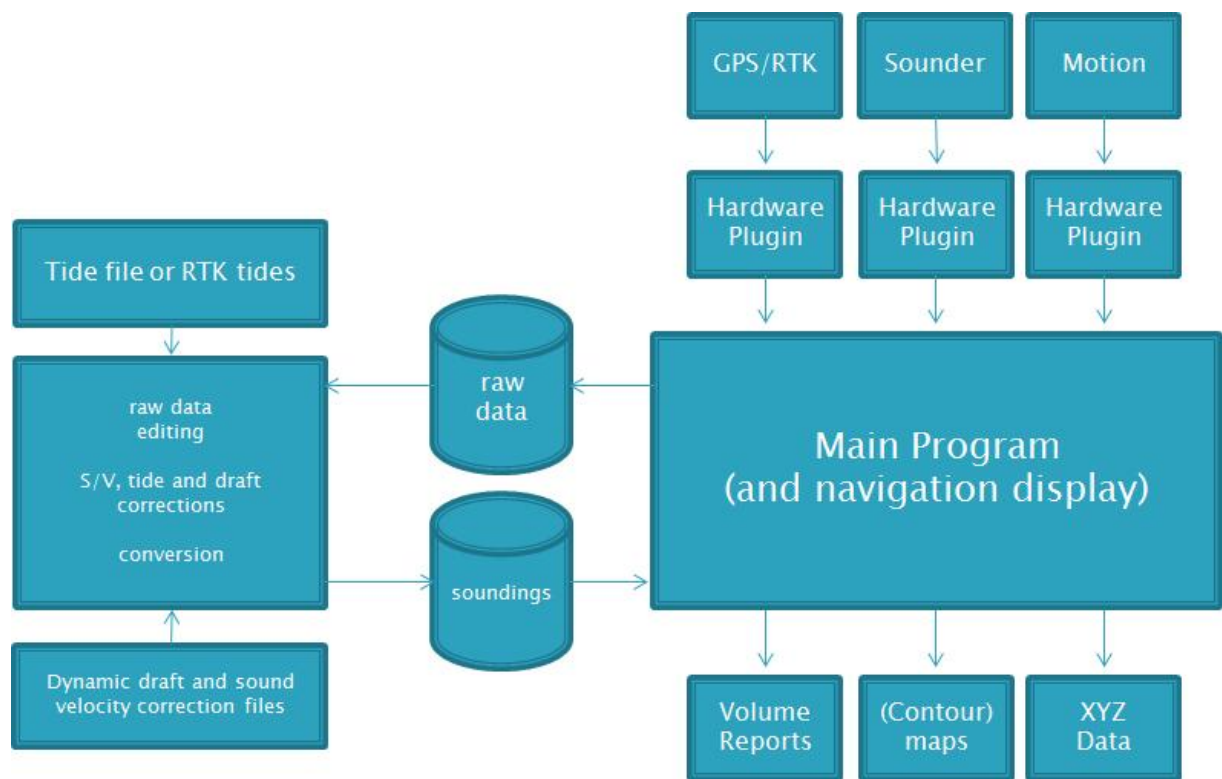 GPS/RTK
Sounder
Motion
Hardware
Plugin
Hardware
Plugin
Hardware
Plugin
Tide file or RTK tides
raw data
editing
S/V, tide and draft
corrections
conversion
Dynamic draft and sound
velocity correction files
raw
data
soundings
Main Program
(and navigation display)
Volume
Reports
(Contour)
maps
XYZ
Data